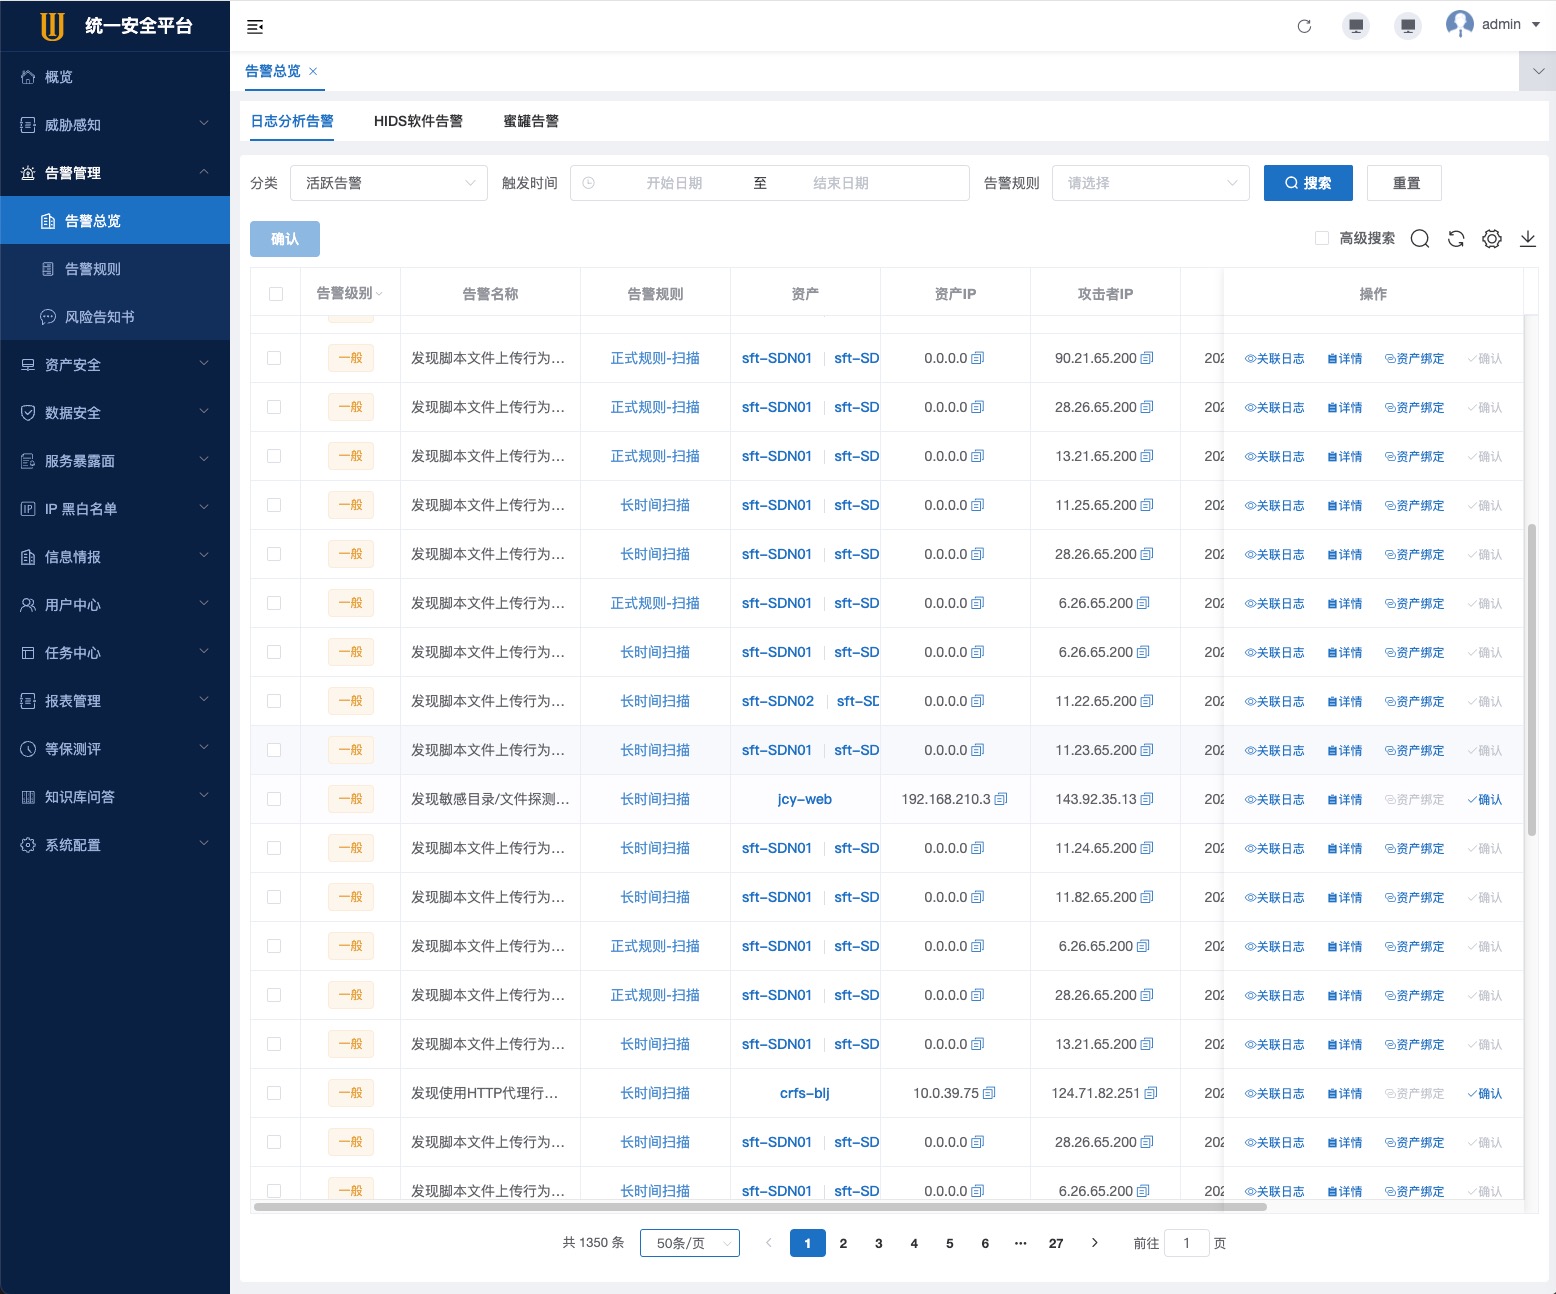 统一安全平台
admin
概览
威胁感知
告警管理
告警总览
告警规则
风险告知书
资产安全
数据安全
服务暴露面
IP 黑白名单
信息情报
用户中心
任务中心
报表管理
等保测评
知识库问答
系统配置
告警总览
日志分析告警 HIDS软件告警 蜜罐告警
分类 活跃告警 触发时间 开始日期 至 结束日期 告警规则 请选择 搜索 重置
确认 高级搜索
告警级别 告警名称 告警规则 资产 资产IP 攻击者IP 操作
一般 发现脚本文件上传行为... 正式规则-扫描 sft-SDN01 sft-SD 0.0.0.0 90.21.65.200 202 关联日志 详情 资产绑定 确认
一般 发现脚本文件上传行为... 正式规则-扫描 sft-SDN01 sft-SD 0.0.0.0 28.26.65.200 202 关联日志 详情 资产绑定 确认
一般 发现脚本文件上传行为... 正式规则-扫描 sft-SDN01 sft-SD 0.0.0.0 13.21.65.200 202 关联日志 详情 资产绑定 确认
一般 发现脚本文件上传行为... 长时间扫描 sft-SDN01 sft-SD 0.0.0.0 11.25.65.200 202 关联日志 详情 资产绑定 确认
一般 发现脚本文件上传行为... 长时间扫描 sft-SDN01 sft-SD 0.0.0.0 28.26.65.200 202 关联日志 详情 资产绑定 确认
一般 发现脚本文件上传行为... 正式规则-扫描 sft-SDN01 sft-SD 0.0.0.0 6.26.65.200 202 关联日志 详情 资产绑定 确认
一般 发现脚本文件上传行为... 长时间扫描 sft-SDN01 sft-SD 0.0.0.0 6.26.65.200 202 关联日志 详情 资产绑定 确认
一般 发现脚本文件上传行为... 长时间扫描 sft-SDN02 sft-SD 0.0.0.0 11.22.65.200 202 关联日志 详情 资产绑定 确认
一般 发现脚本文件上传行为... 长时间扫描 sft-SDN01 sft-SD 0.0.0.0 11.23.65.200 202 关联日志 详情 资产绑定 确认
一般 发现敏感目录/文件探测... 长时间扫描 jcy-web 192.168.210.3 143.92.35.13 202 关联日志 详情 资产绑定 确认
一般 发现脚本文件上传行为... 长时间扫描 sft-SDN01 sft-SD 0.0.0.0 11.24.65.200 202 关联日志 详情 资产绑定 确认
一般 发现脚本文件上传行为... 长时间扫描 sft-SDN01 sft-SD 0.0.0.0 11.82.65.200 202 关联日志 详情 资产绑定 确认
一般 发现脚本文件上传行为... 正式规则-扫描 sft-SDN01 sft-SD 0.0.0.0 6.26.65.200 202 关联日志 详情 资产绑定 确认
一般 发现脚本文件上传行为... 正式规则-扫描 sft-SDN01 sft-SD 0.0.0.0 28.26.65.200 202 关联日志 详情 资产绑定 确认
一般 发现脚本文件上传行为... 长时间扫描 sft-SDN01 sft-SD 0.0.0.0 13.21.65.200 202 关联日志 详情 资产绑定 确认
一般 发现使用HTTP代理行... 长时间扫描 crfs-blj 10.0.39.75 124.71.82.251 202 关联日志 详情 资产绑定 确认
一般 发现脚本文件上传行为... 长时间扫描 sft-SDN01 sft-SD 0.0.0.0 28.26.65.200 202 关联日志 详情 资产绑定 确认
一般 发现脚本文件上传行为... 长时间扫描 sft-SDN01 sft-SD 0.0.0.0 6.26.65.200 202 关联日志 详情 资产绑定 确认
共 1350 条 50条/页 1 2 3 4 5 6 ... 27 前往 1 页